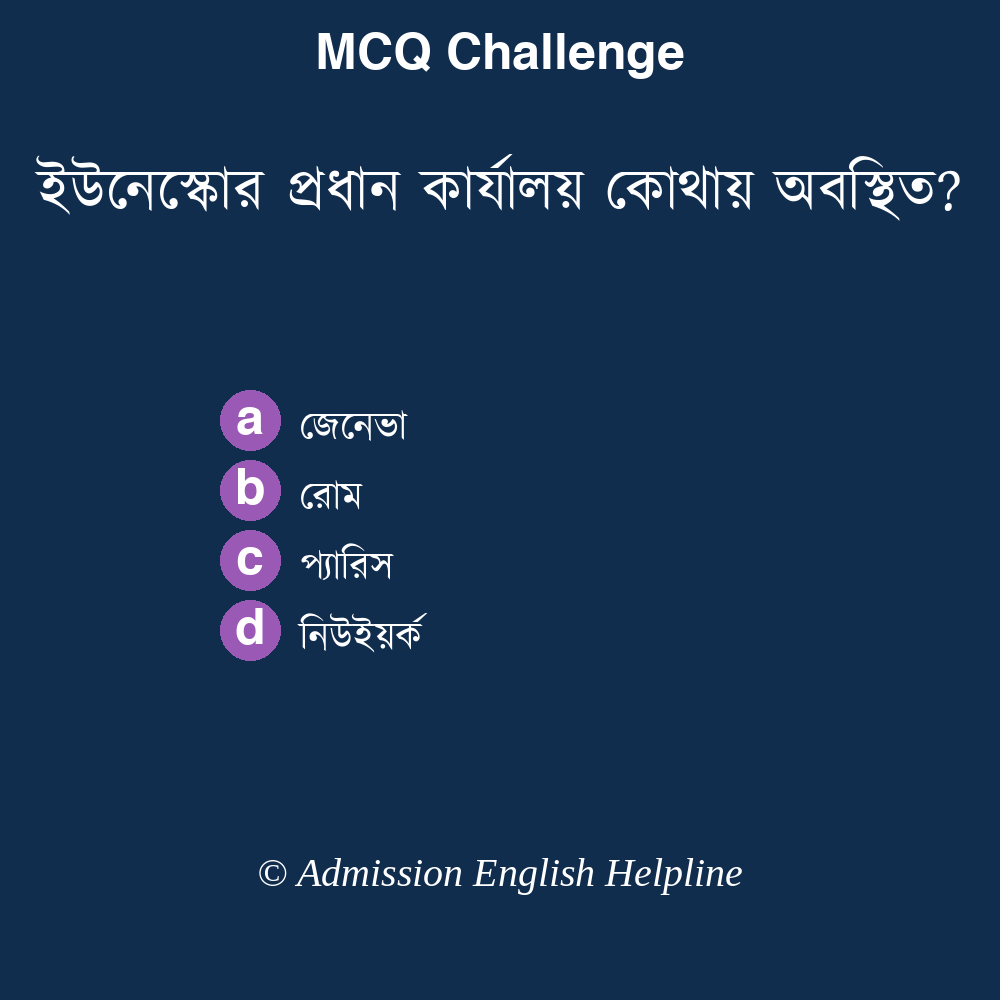 MCQ Challenge
ইউনেস্কোর প্রধান কার্যালয় কোথায় অবস্থিত?
a জেনেভা
b রোম
c প্যারিস
d নিউইয়র্ক
© Admission English Helpline